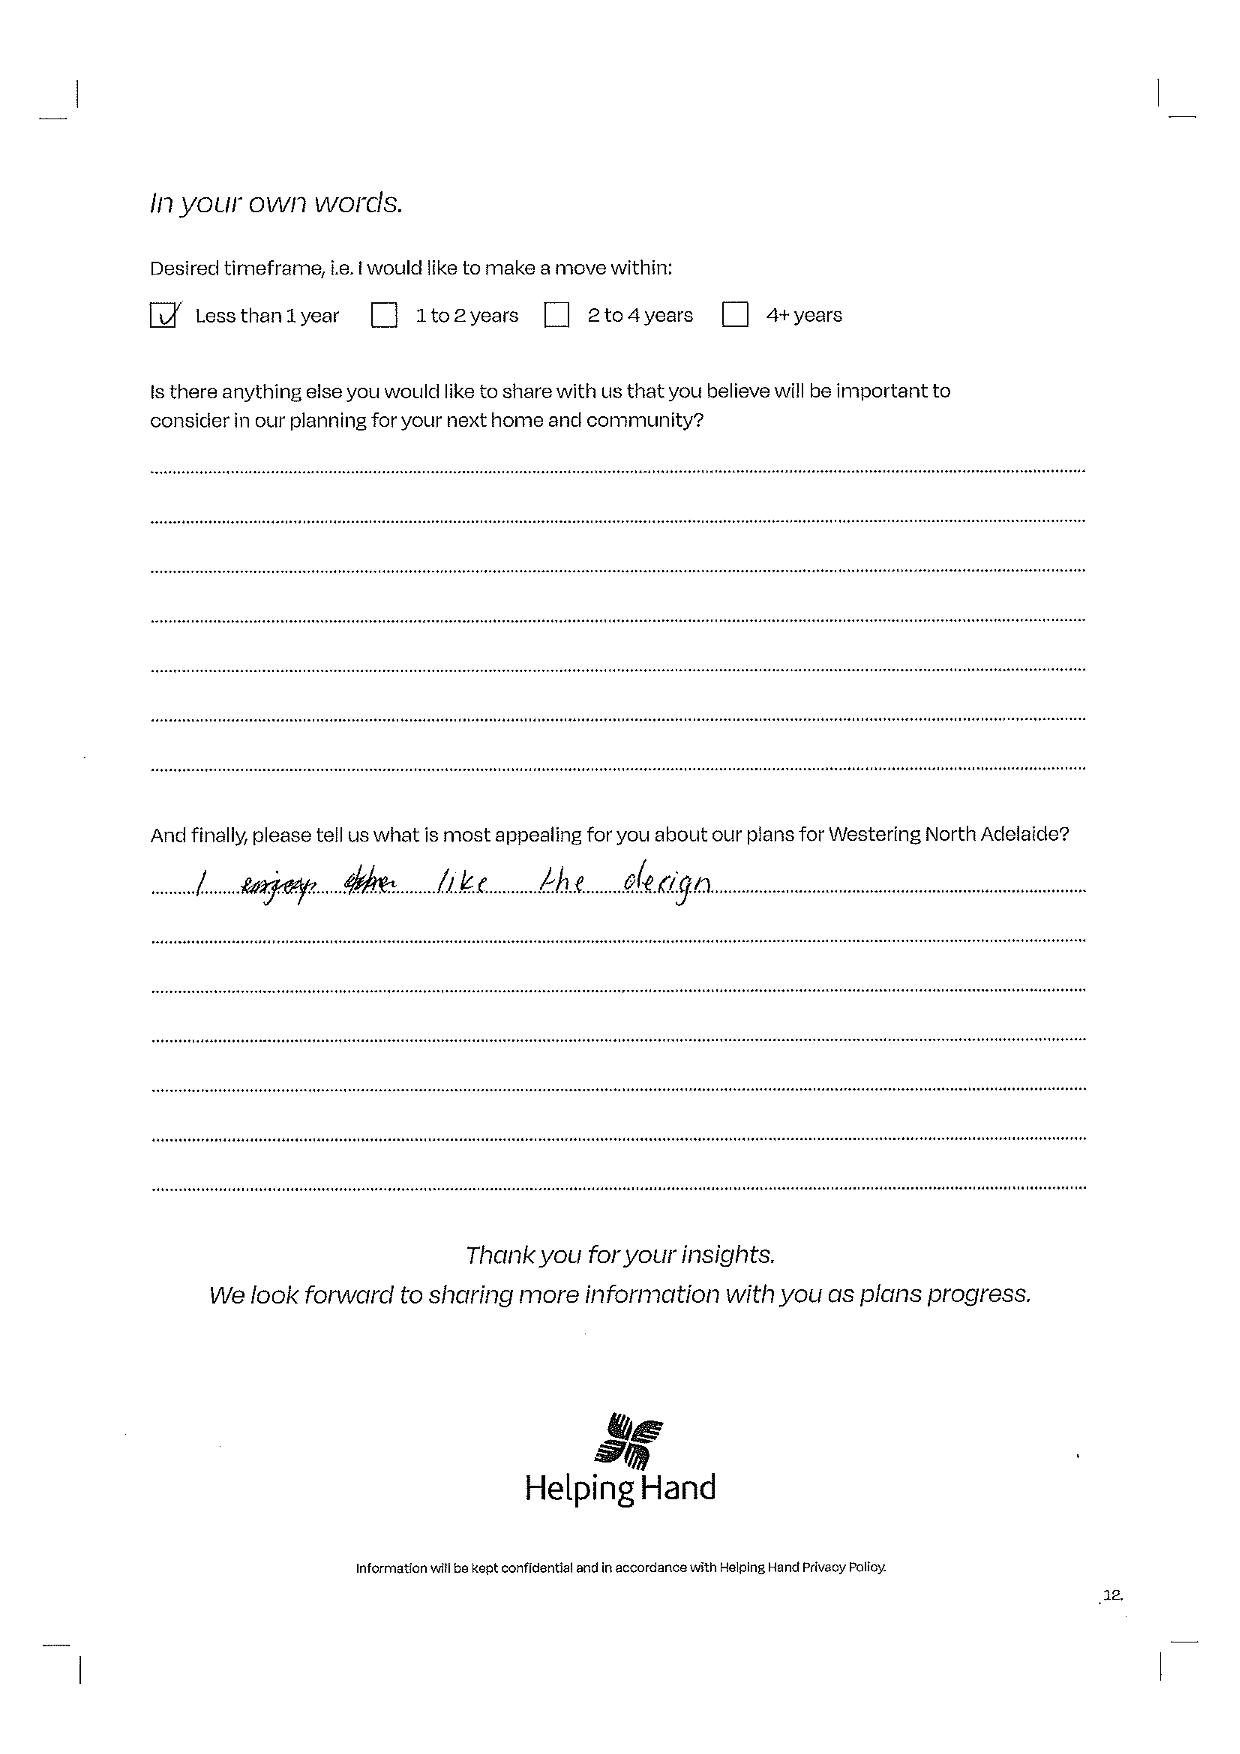 In your own words.
Desired timeframe, i.e. I would like to make a move within:
☑ Less than 1 year ☐ 1 to 2 years ☐ 2 to 4 years ☐ 4+ years
Is there anything else you would like to share with us that you believe will be important to
consider in our planning for your next home and community?
And finally, please tell us what is most appealing for you about our plans for Westering North Adelaide?
I like the design
Thank you for your insights.
We look forward to sharing more information with you as plans progress.
Helping Hand
Information will be kept confidential and in accordance with Helping Hand Privacy Policy.
12.